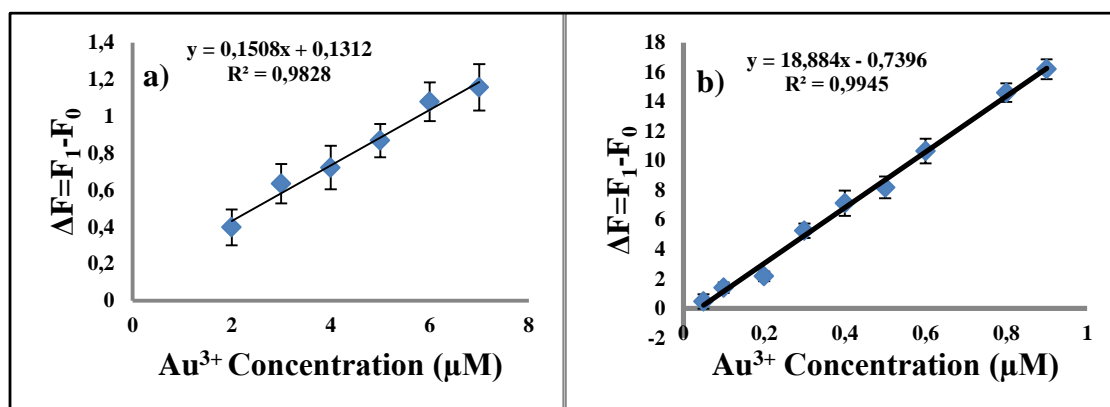 a)
y = 0,1508x + 0,1312
R² = 0,9828
ΔF=F₁-F₀
1,4
1,2
1
0,8
0,6
0,4
0,2
0
0 2 4 6 8
Au³⁺ Concentration (μM)
b)
y = 18,884x - 0,7396
R² = 0,9945
ΔF=F₁-F₀
18
16
14
12
10
8
6
4
2
0
-2
0 0,2 0,4 0,6 0,8 1
Au³⁺ Concentration (μM)